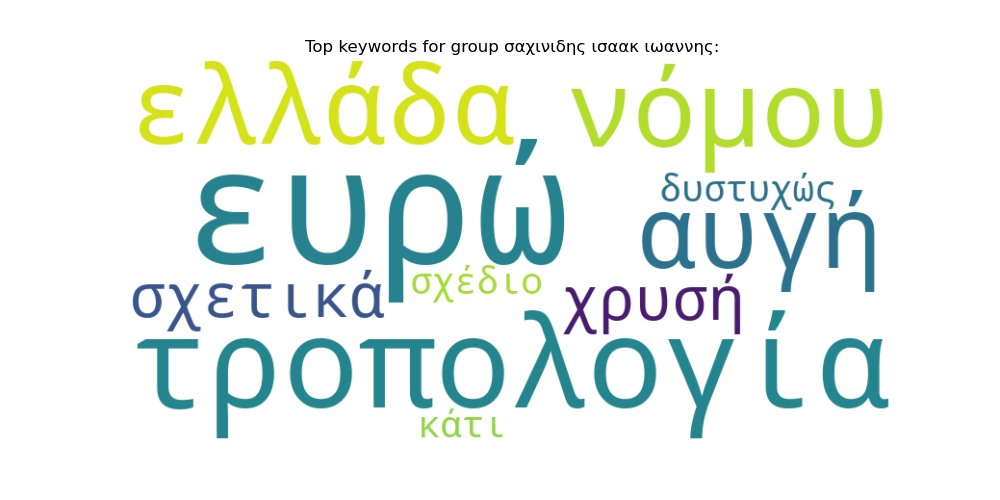 Top keywords for group σαχινιδης ισαακ ιωαννης:
ελλάδα νόμου
ευρώ δυστυχώς
αυγή
σχετικά σχέδιο χρυσή
τροπολογία
κάτι